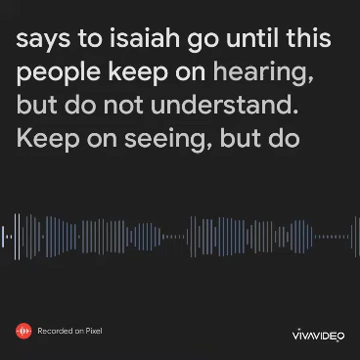 says to isaiah go until this
people keep on hearing,
but do not understand.
Keep on seeing, but do
Recorded on Pixel
VIVAVIDEO